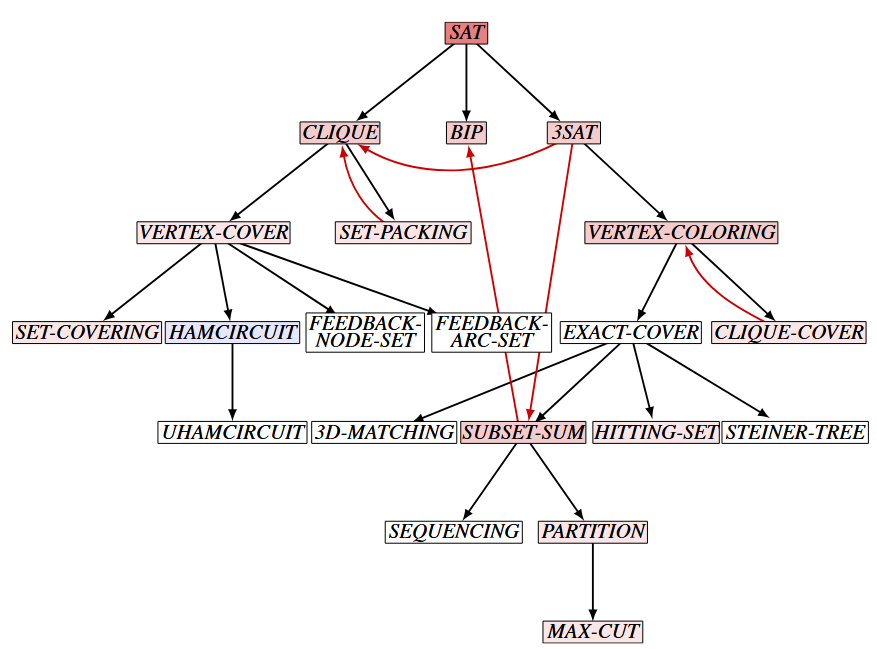 SAT
CLIQUE
BIP
3SAT
VERTEX-COVER
SET-PACKING
VERTEX-COLORING
SET-COVERING
HAMCIRCUIT
FEEDBACK-
NODE-SET
FEEDBACK-
ARC-SET
EXACT-COVER
CLIQUE-COVER
UHAMCIRCUIT
3D-MATCHING
SUBSET-SUM
HITTING-SET
STEINER-TREE
SEQUENCING
PARTITION
MAX-CUT